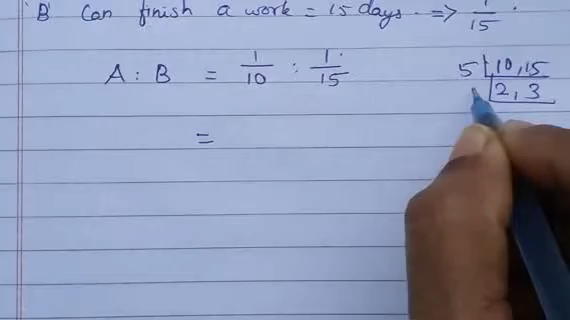 'B' Can finish a work = 15 days ⇒ 1/15.
A : B = 1/10 : 1/15
5 | 10, 15
2, 3
=